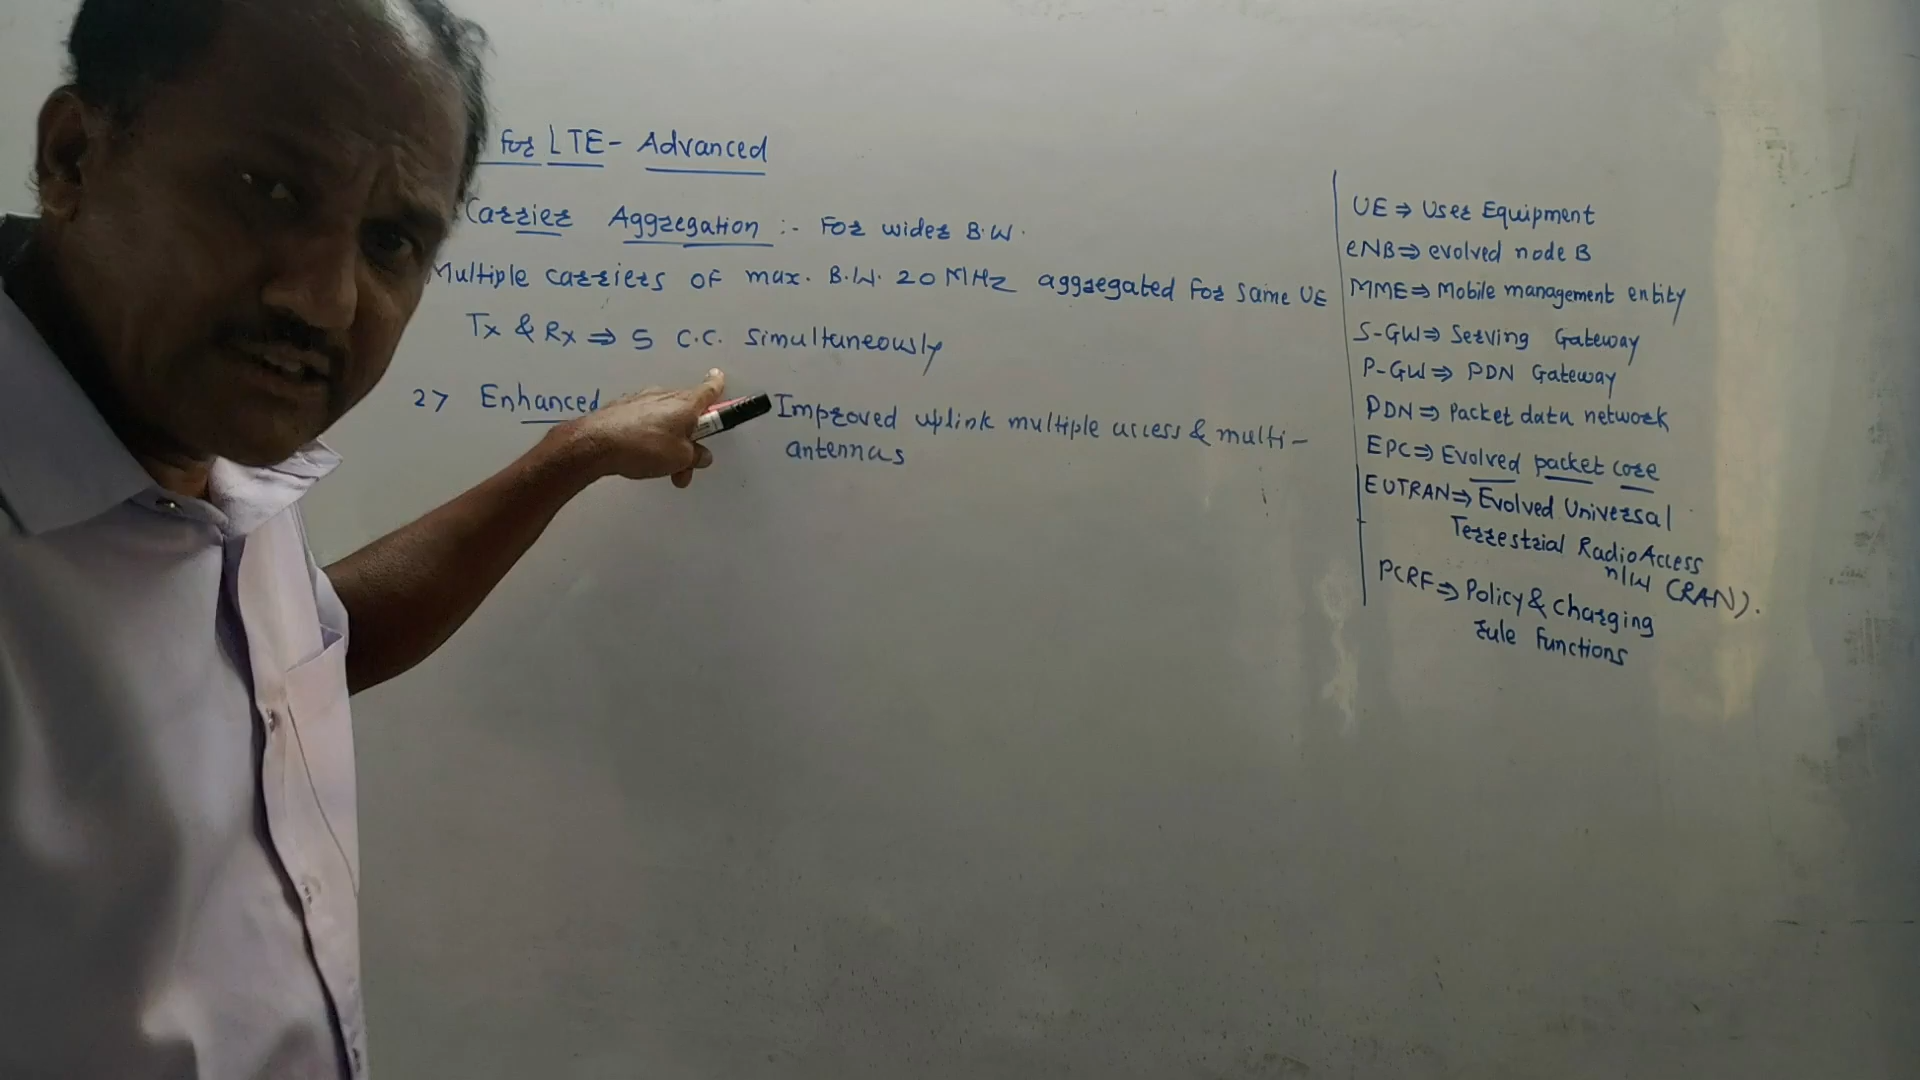 for LTE- Advanced
Carrier Aggregation :- For wider B.W.
Multiple carriers of max. B.W. 20 MHz aggregated for same UE
Tx & Rx ⇒ 5 C.C. simultaneously
2> Enhanced
Improved uplink multiple access & multi-
antennas
UE ⇒ User Equipment
eNB ⇒ evolved node B
MME ⇒ Mobile management entity
S-GW ⇒ Serving Gateway
P-GW ⇒ PDN Gateway
PDN ⇒ Packet data network
EPC ⇒ Evolved packet core
EUTRAN ⇒ Evolved Universal
Terrestrial Radio Access
n/w (RAN).
PCRF ⇒ Policy & charging
rule functions